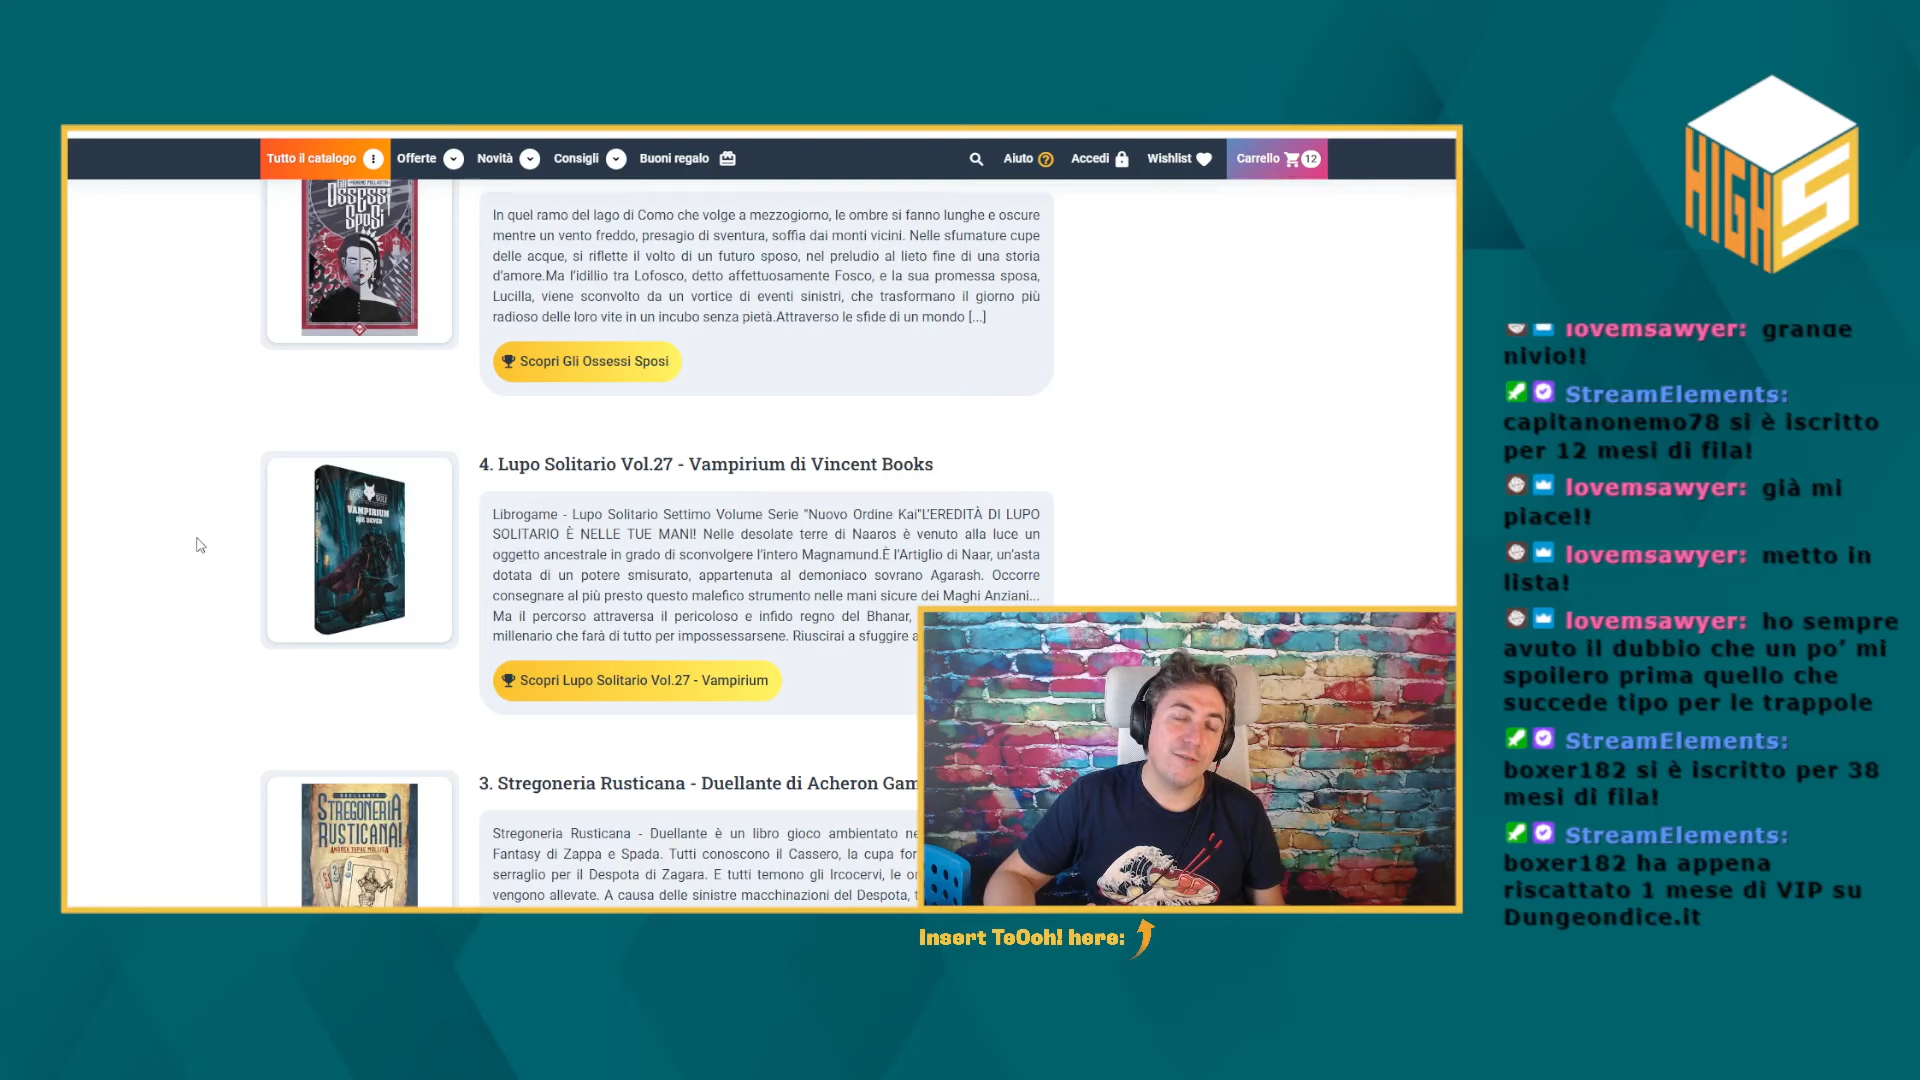 Tutto il catalogo
Offerte
Novità
Consigli
Buoni regalo
Aiuto ?
Accedi
Wishlist
Carrello 12
OSSESSI
SPOSI
In quel ramo del lago di Como che volge a mezzogiorno, le ombre si fanno lunghe e oscure
mentre un vento freddo, presagio di sventura, soffia dai monti vicini. Nelle sfumature cupe
delle acque, si riflette il volto di un futuro sposo, nel preludio al lieto fine di una storia
d'amore.Ma l'idillio tra Lofosco, detto affettuosamente Fosco, e la sua promessa sposa,
Lucilla, viene sconvolto da un vortice di eventi sinistri, che trasformano il giorno più
radioso delle loro vite in un incubo senza pietà.Attraverso le sfide di un mondo [...]
Scopri Gli Ossessi Sposi
4. Lupo Solitario Vol.27 - Vampirium di Vincent Books
VAMPIRIUM
JOE DEVER
Librogame - Lupo Solitario Settimo Volume Serie "Nuovo Ordine Kai"L'EREDITÀ DI LUPO
SOLITARIO È NELLE TUE MANI! Nelle desolate terre di Naaros è venuto alla luce un
oggetto ancestrale in grado di sconvolgere l'intero Magnamund.È l'Artiglio di Naar, un'asta
dotata di un potere smisurato, appartenuta al demoniaco sovrano Agarash. Occorre
consegnare al più presto questo malefico strumento nelle mani sicure dei Maghi Anziani...
Ma il percorso attraversa il pericoloso e infido regno del Bhanar,
millenario che farà di tutto per impossessarsene. Riuscirai a sfuggire a
Scopri Lupo Solitario Vol.27 - Vampirium
3. Stregoneria Rusticana - Duellante di Acheron Gam
DUELLANTE
STREGONERIA
RUSTICANA!
Stregoneria Rusticana - Duellante è un libro gioco ambientato ne
Fantasy di Zappa e Spada. Tutti conoscono il Cassero, la cupa for
serraglio per il Despota di Zagara. E tutti temono gli Ircocervi, le
vengono allevate. A causa delle sinistre macchinazioni del Despota,
Insert TeOoh! here:
HIGH 5
lovemsawyer: grande
nivio!!
StreamElements:
capitanonemo78 si è iscritto
per 12 mesi di fila!
lovemsawyer: già mi
piace!!
lovemsawyer: metto in
lista!
lovemsawyer: ho sempre
avuto il dubbio che un po' mi
spoilero prima quello che
succede tipo per le trappole
StreamElements:
boxer182 si è iscritto per 38
mesi di fila!
StreamElements:
boxer182 ha appena
riscattato 1 mese di VIP su
Dungeondice.it